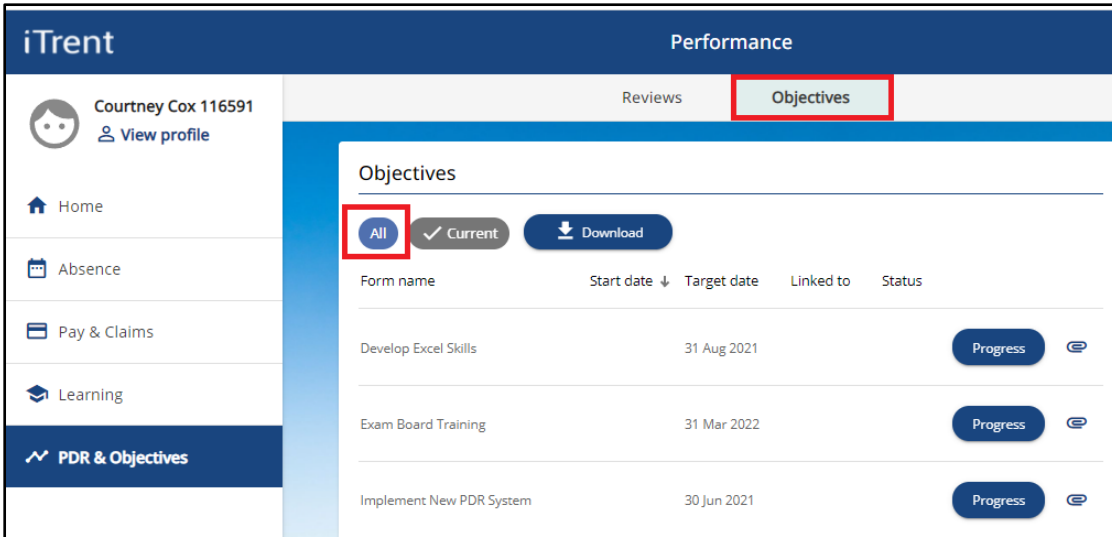 iTrent
Performance
Courtney Cox 116591
View profile
Reviews
Objectives
Home
Absence
Pay & Claims
Learning
PDR & Objectives
Objectives
All
Current
Download
Form name Start date Target date Linked to Status
Develop Excel Skills 31 Aug 2021 Progress
Exam Board Training 31 Mar 2022 Progress
Implement New PDR System 30 Jun 2021 Progress